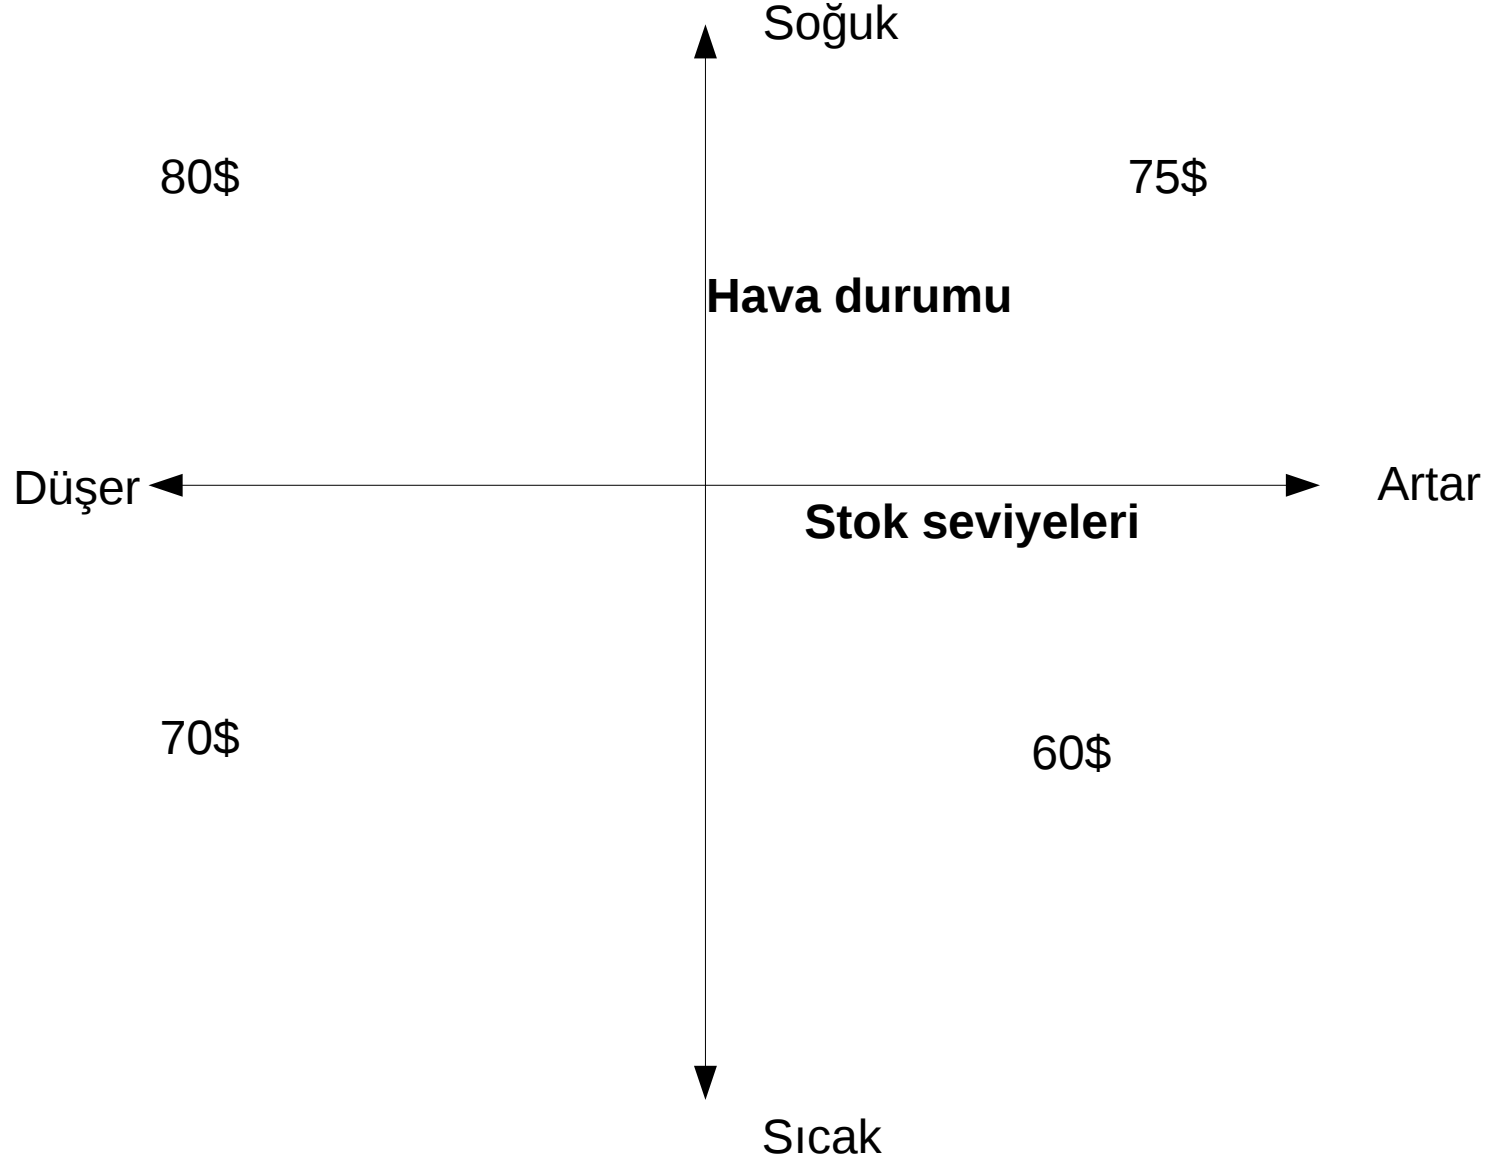 Soğuk
80$
75$
Hava durumu
Düşer
Artar
Stok seviyeleri
70$
60$
Sıcak